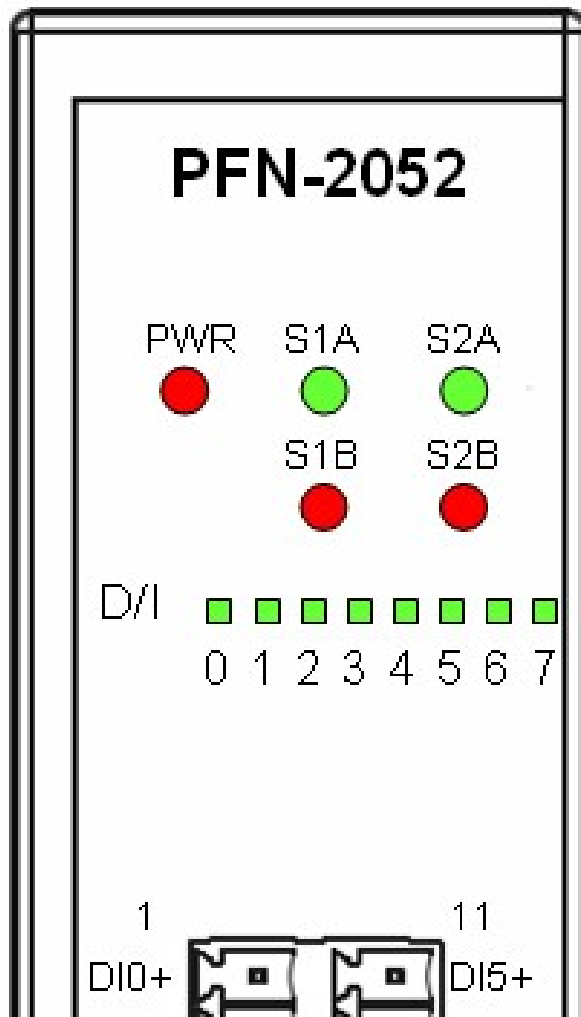 PFN-2052
PWR S1A S2A
S1B S2B
D/I
0 1 2 3 4 5 6 7
1 11
DI0+ DI5+